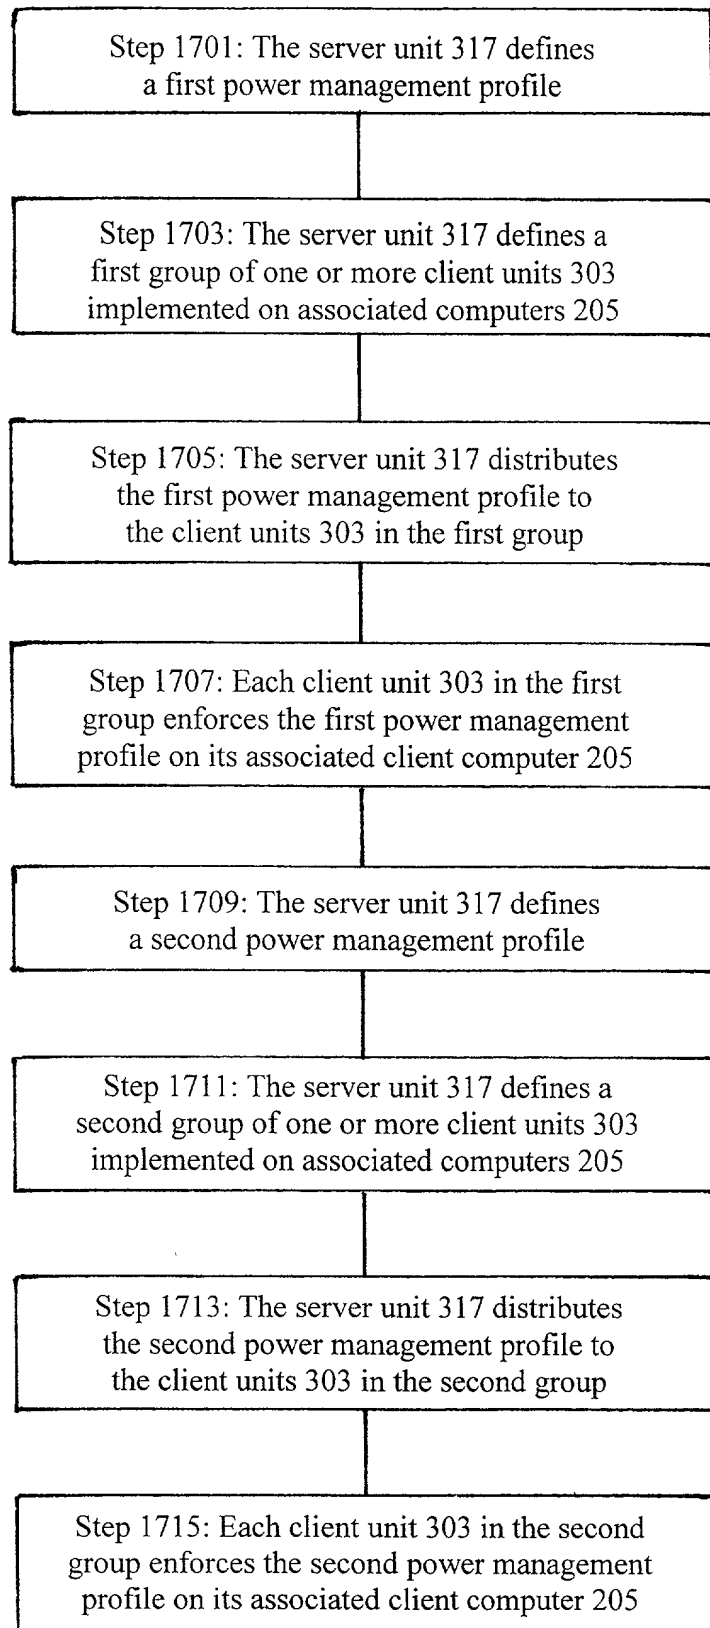 Step 1701: The server unit 317 defines
a first power management profile
Step 1703: The server unit 317 defines a
first group of one or more client units 303
implemented on associated computers 205
Step 1705: The server unit 317 distributes
the first power management profile to
the client units 303 in the first group
Step 1707: Each client unit 303 in the first
group enforces the first power management
profile on its associated client computer 205
Step 1709: The server unit 317 defines
a second power management profile
Step 1711: The server unit 317 defines a
second group of one or more client units 303
implemented on associated computers 205
Step 1713: The server unit 317 distributes
the second power management profile to
the client units 303 in the second group
Step 1715: Each client unit 303 in the second
group enforces the second power management
profile on its associated client computer 205